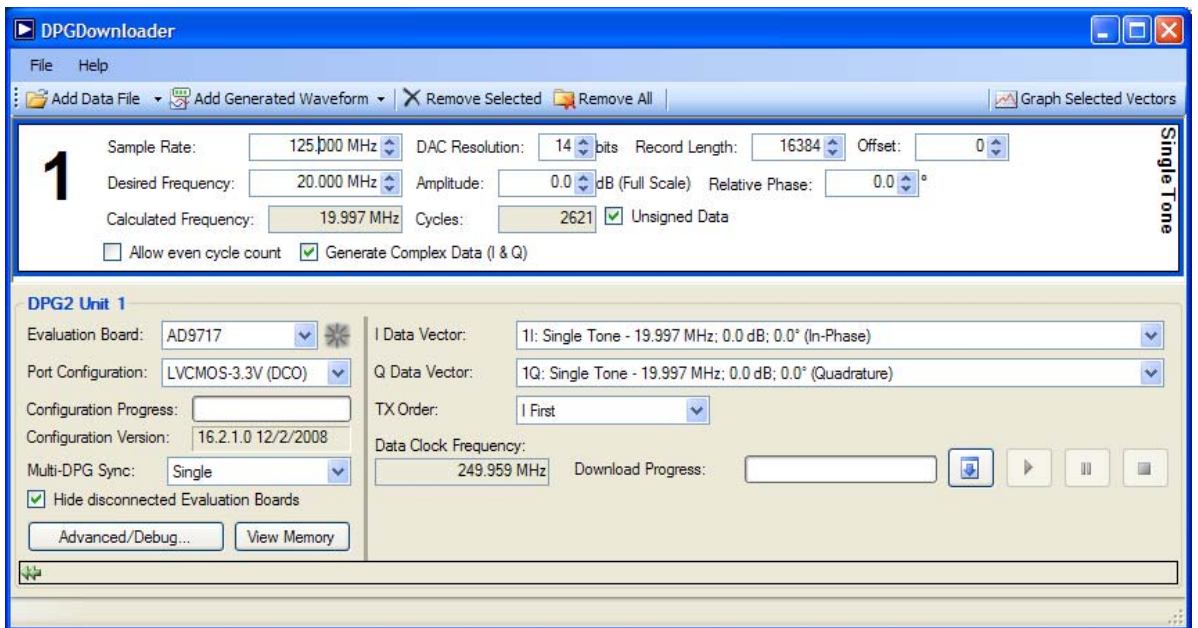 DPGDownloader
File Help
Add Data File Add Generated Waveform Remove Selected Remove All Graph Selected Vectors
1
Sample Rate: 125.000 MHz DAC Resolution: 14 bits Record Length: 16384 Offset: 0
Desired Frequency: 20.000 MHz Amplitude: 0.0 dB (Full Scale) Relative Phase: 0.0 °
Calculated Frequency: 19.997 MHz Cycles: 2621 Unsigned Data
Allow even cycle count Generate Complex Data (I & Q)
Single Tone
DPG2 Unit 1
Evaluation Board: AD9717
Port Configuration: LVCMOS-3.3V (DCO)
Configuration Progress:
Configuration Version: 16.2.1.0 12/2/2008
Multi-DPG Sync: Single
Hide disconnected Evaluation Boards
Advanced/Debug... View Memory
I Data Vector: 1I: Single Tone - 19.997 MHz; 0.0 dB; 0.0° (In-Phase)
Q Data Vector: 1Q: Single Tone - 19.997 MHz; 0.0 dB; 0.0° (Quadrature)
TX Order: I First
Data Clock Frequency:
249.959 MHz Download Progress: